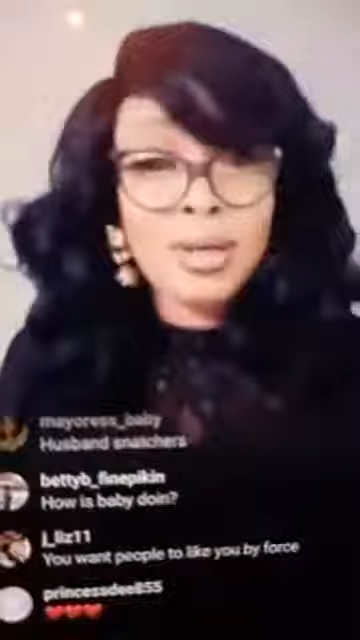 mayoress_baby
Husband snatchers
bettyb_finepikin
How is baby doin?
j_liz11
You want people to like you by force
princessdee855
❤❤❤